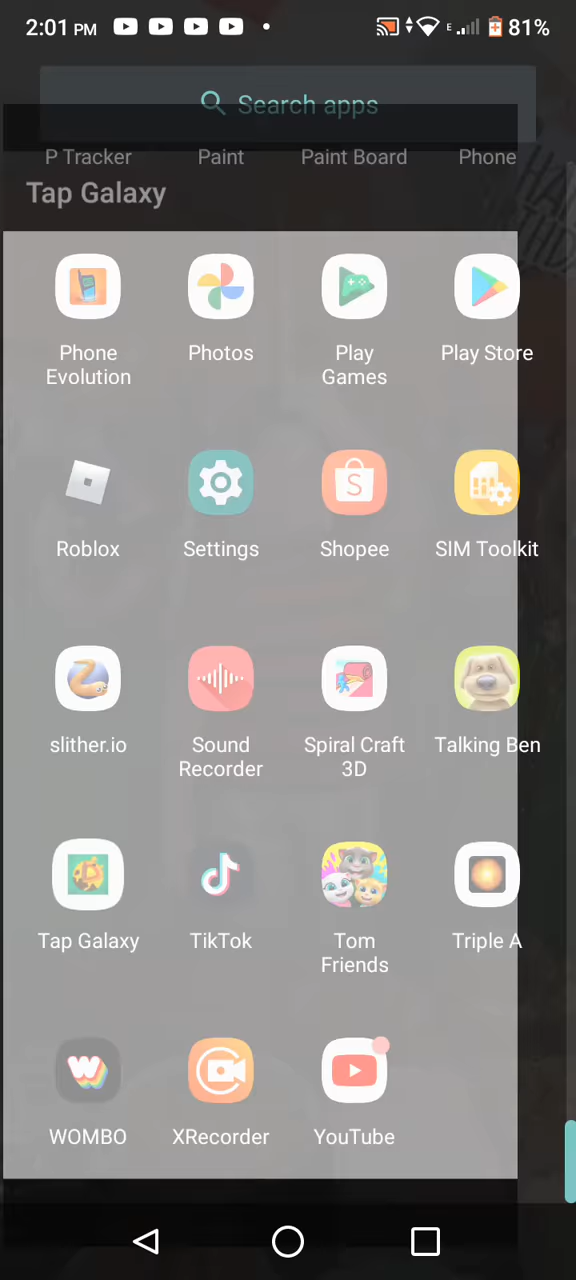 2:01 PM E 81%
Search apps
P Tracker Paint Paint Board Phone
Tap Galaxy
Phone Evolution Photos Play Games Play Store
Roblox Settings Shopee SIM Toolkit
slither.io Sound Recorder Spiral Craft 3D Talking Ben
Tap Galaxy TikTok Tom Friends Triple A
WOMBO XRecorder YouTube